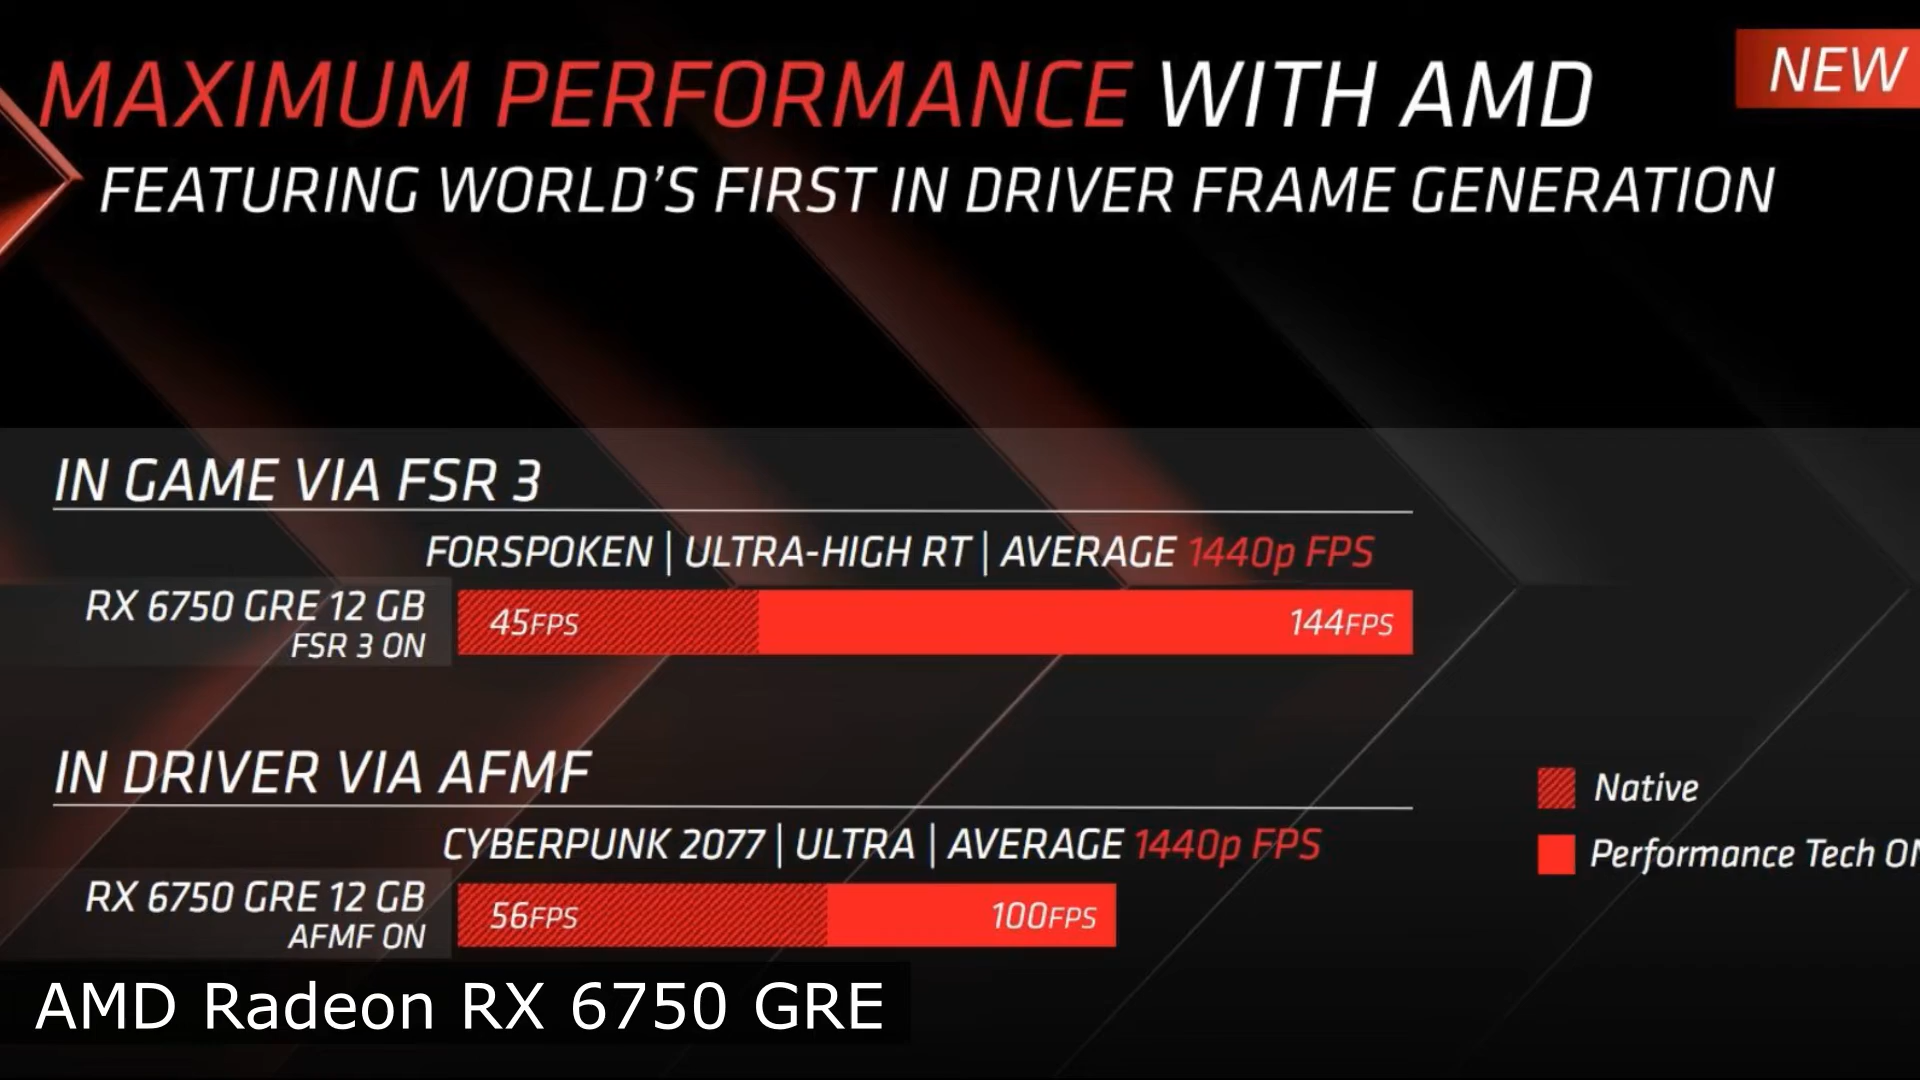 MAXIMUM PERFORMANCE WITH AMD
NEW
FEATURING WORLD'S FIRST IN DRIVER FRAME GENERATION
IN GAME VIA FSR 3
FORSPOKEN | ULTRA-HIGH RT | AVERAGE 1440p FPS
RX 6750 GRE 12 GB
FSR 3 ON
45FPS
144FPS
IN DRIVER VIA AFMF
CYBERPUNK 2077 | ULTRA | AVERAGE 1440p FPS
RX 6750 GRE 12 GB
AFMF ON
56FPS
100FPS
Native
Performance Tech ON
AMD Radeon RX 6750 GRE